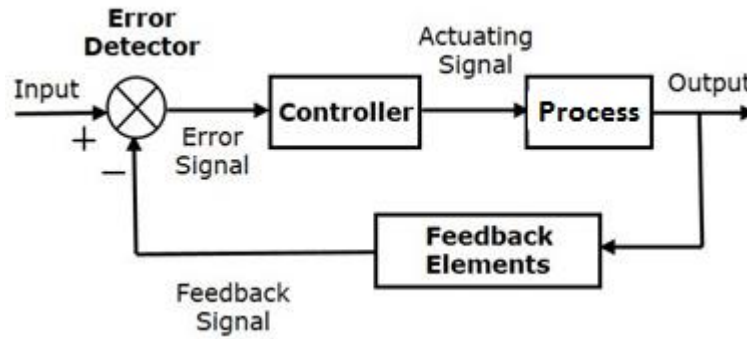 Error
Detector
Actuating
Signal
Input
Output
Controller
Process
+
Error
Signal
−
Feedback
Elements
Feedback
Signal